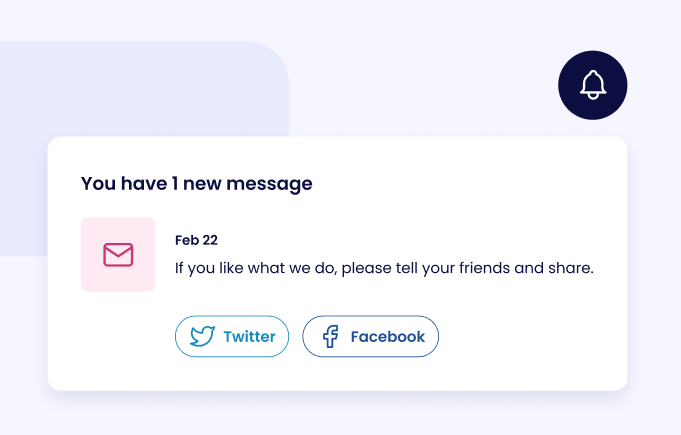 You have 1 new message
Feb 22
If you like what we do, please tell your friends and share.
Twitter
Facebook